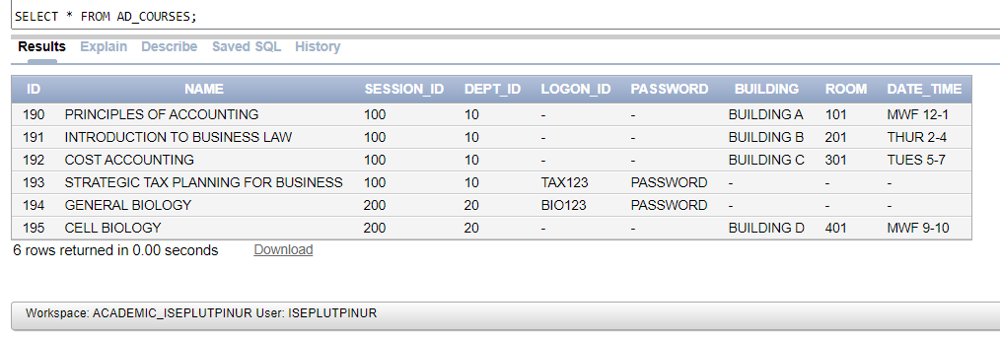 SELECT * FROM AD_COURSES;
Results Explain Describe Saved SQL History
ID NAME SESSION_ID DEPT_ID LOGON_ID PASSWORD BUILDING ROOM DATE_TIME
190 PRINCIPLES OF ACCOUNTING 100 10 - - BUILDING A 101 MWF 12-1
191 INTRODUCTION TO BUSINESS LAW 100 10 - - BUILDING B 201 THUR 2-4
192 COST ACCOUNTING 100 10 - - BUILDING C 301 TUES 5-7
193 STRATEGIC TAX PLANNING FOR BUSINESS 100 10 TAX123 PASSWORD - - -
194 GENERAL BIOLOGY 200 20 BIO123 PASSWORD - - -
195 CELL BIOLOGY 200 20 - - BUILDING D 401 MWF 9-10
6 rows returned in 0.00 seconds Download
Workspace: ACADEMIC_ISEPLUTPINUR User: ISEPLUTPINUR